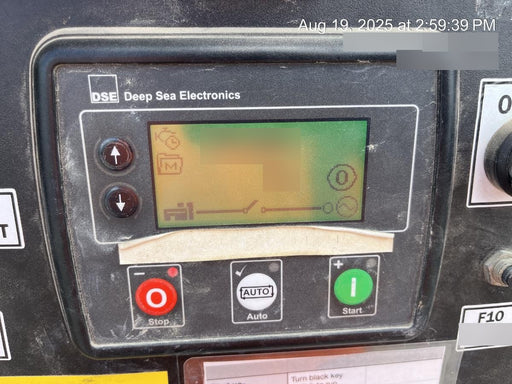 Aug 19, 2025 at 2:59:39 PM
DSE Deep Sea Electronics
M
0
0
T
AUTO
Stop
Auto
Start
F10
Turn black key